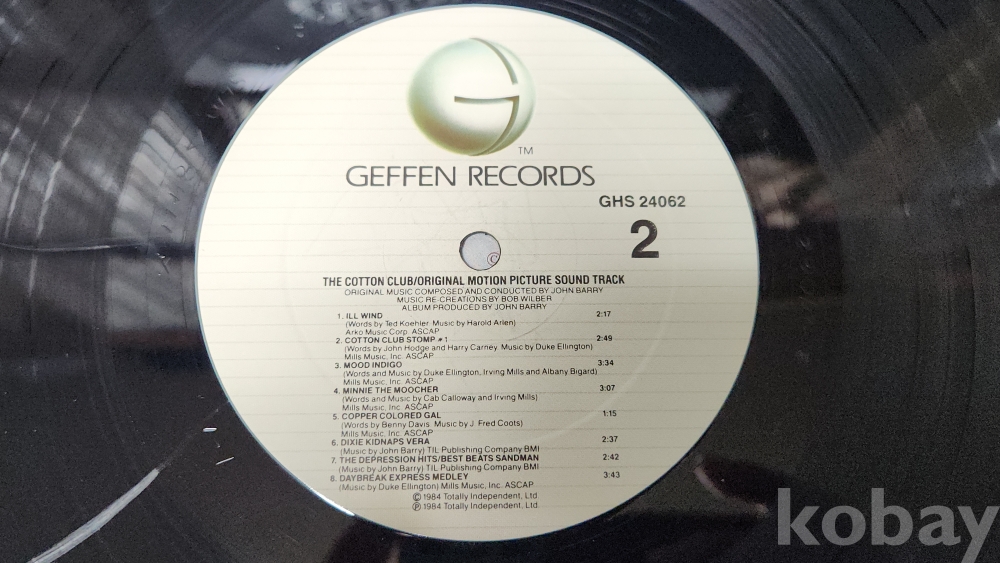 TM
GEFFEN RECORDS
GHS 24062
2
THE COTTON CLUB/ORIGINAL MOTION PICTURE SOUND TRACK
ORIGINAL MUSIC COMPOSED AND CONDUCTED BY JOHN BARRY
MUSIC RE-CREATIONS BY BOB WILBER
ALBUM PRODUCED BY JOHN BARRY
1. ILL WIND 2:17
(Words by Ted Koehler. Music by Harold Arlen)
Arko Music Corp. ASCAP
2. COTTON CLUB STOMP #1 2:49
(Words by John Hodge and Harry Carney. Music by Duke Ellington)
Mills Music, Inc. ASCAP
3. MOOD INDIGO 3:34
(Words and Music by Duke Ellington, Irving Mills and Albany Bigard)
Mills Music, Inc. ASCAP
4. MINNIE THE MOOCHER 3:07
(Words and Music by Cab Calloway and Irving Mills)
Mills Music, Inc. ASCAP
5. COPPER COLORED GAL 1:15
(Words by Benny Davis. Music by J. Fred Coots)
Mills Music, Inc. ASCAP
6. DIXIE KIDNAPS VERA 2:37
(Music by John Barry) TIL Publishing Company BMI
7. THE DEPRESSION HITS/BEST BEATS SANDMAN 2:42
(Music by John Barry) TIL Publishing Company BMI
8. DAYBREAK EXPRESS MEDLEY 3:43
(Music by Duke Ellington) Mills Music, Inc. ASCAP
© 1984 Totally Independent, Ltd.
℗ 1984 Totally Independent, Ltd.
kobay